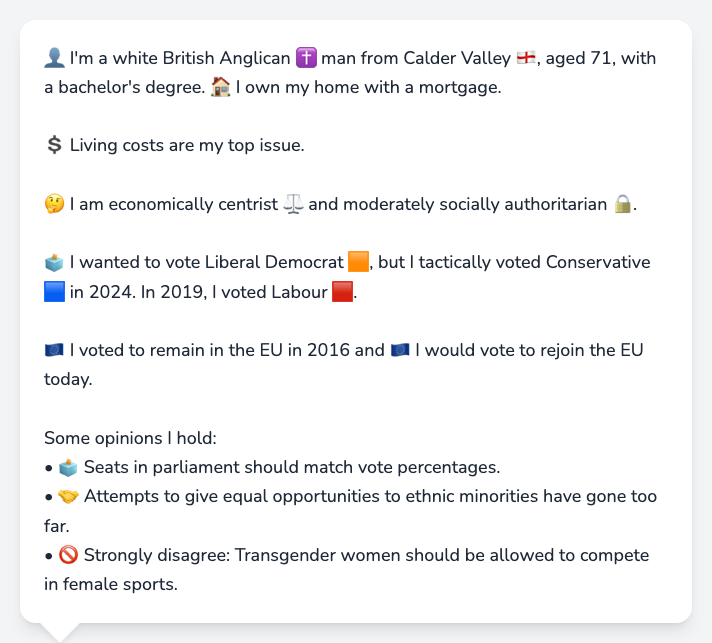 👤 I'm a white British Anglican ✝️ man from Calder Valley 🏴󠁧󠁢󠁥󠁮󠁧󠁿, aged 71, with
a bachelor's degree. 🏠 I own my home with a mortgage.
💲 Living costs are my top issue.
🤔 I am economically centrist ⚖️ and moderately socially authoritarian 🔒.
🗳️ I wanted to vote Liberal Democrat 🟧, but I tactically voted Conservative
🟦 in 2024. In 2019, I voted Labour 🟥.
🇪🇺 I voted to remain in the EU in 2016 and 🇪🇺 I would vote to rejoin the EU
today.
Some opinions I hold:
• 🗳️ Seats in parliament should match vote percentages.
• 🤝 Attempts to give equal opportunities to ethnic minorities have gone too
far.
• 🚫 Strongly disagree: Transgender women should be allowed to compete
in female sports.